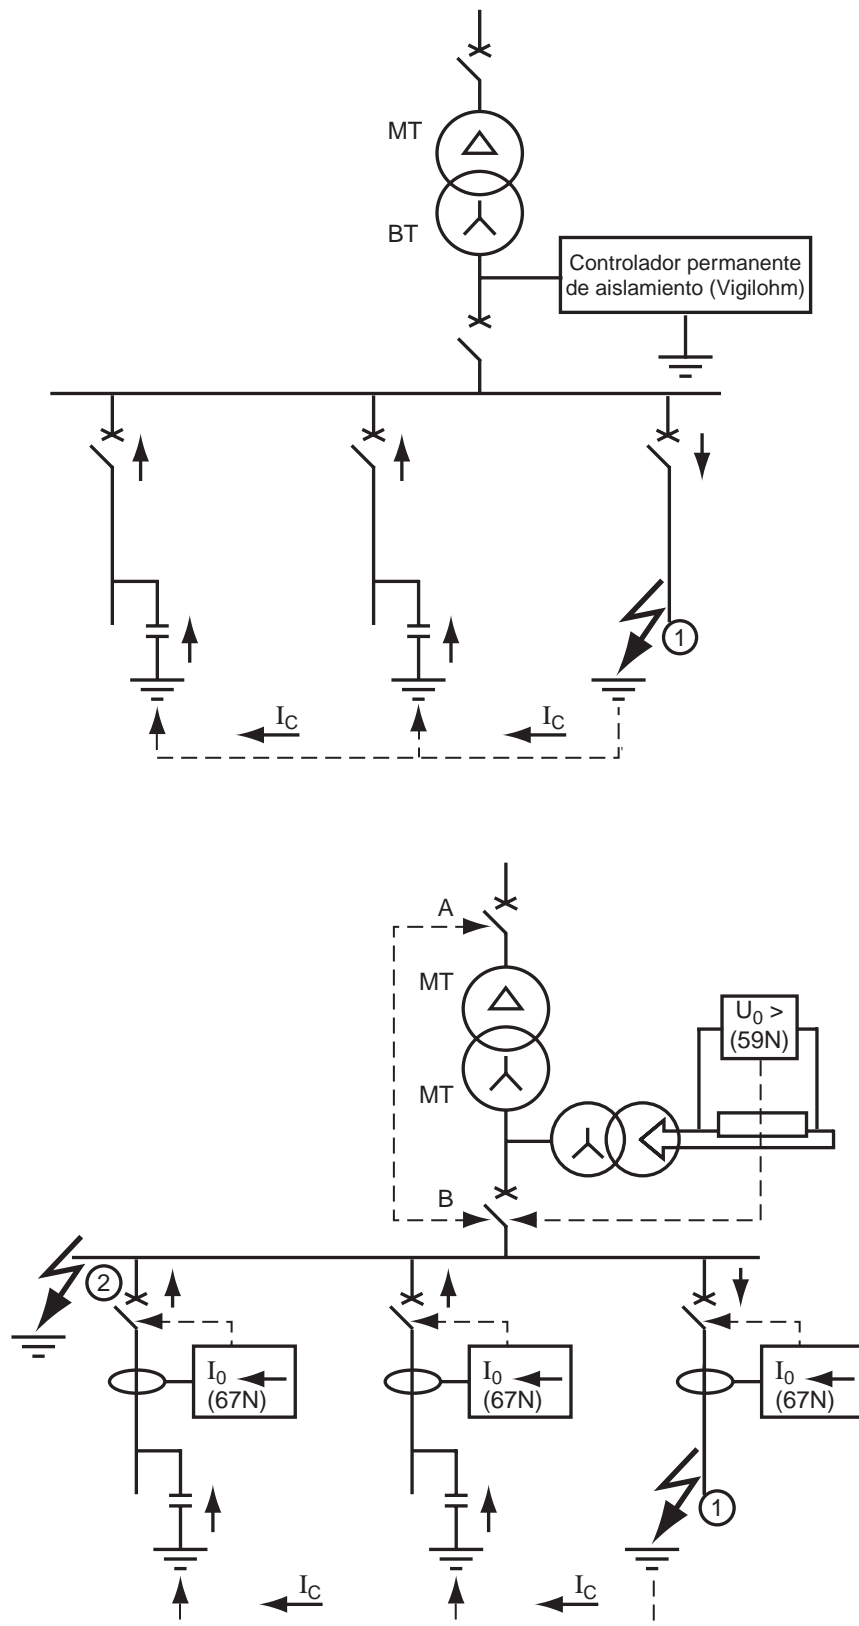 MT
BT
Controlador permanente
de aislamiento (Vigilohm)
1
I_C
I_C
A
MT
MT
U_0 >
(59N)
B
2
I_0
(67N)
I_0
(67N)
I_0
(67N)
1
I_C
I_C